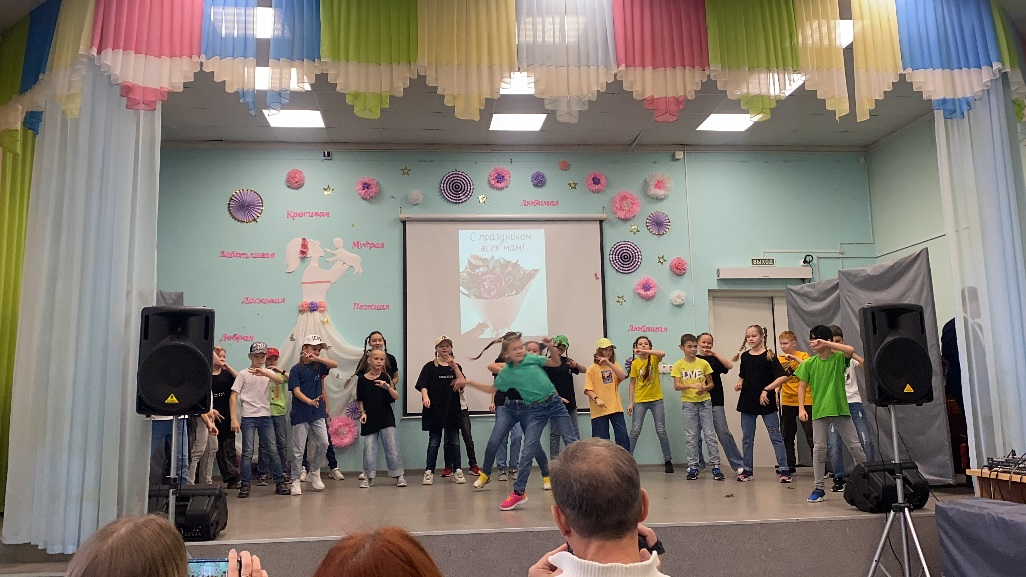 Любимая
Красивая
Мудрая
Заботливая
Ласковая
Нежная
Добрая
Любящая
С праздником
всех мам!
ВЫХОД
LIVE